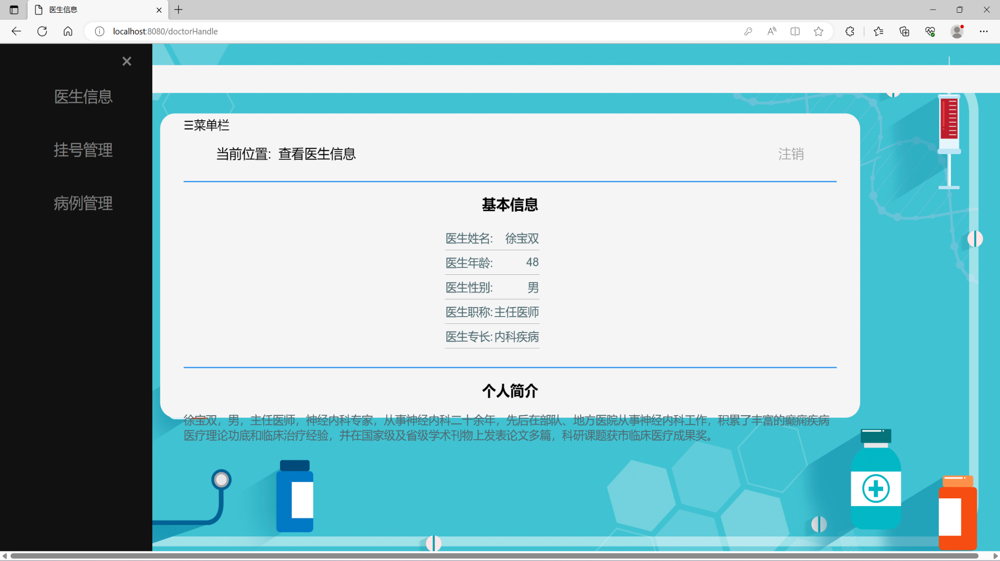 医生信息
localhost:8080/doctorHandle
医生信息
挂号管理
病例管理
☰菜单栏
当前位置: 查看医生信息
注销
基本信息
医生姓名: 徐宝双
医生年龄: 48
医生性别: 男
医生职称: 主任医师
医生专长: 内科疾病
个人简介
徐宝双，男，主任医师，神经内科专家，从事神经内科二十余年，先后在部队、地方医院从事神经内科工作，积累了丰富的癫痫疾病
医疗理论功底和临床治疗经验，并在国家级及省级学术刊物上发表论文多篇，科研课题获市临床医疗成果奖。